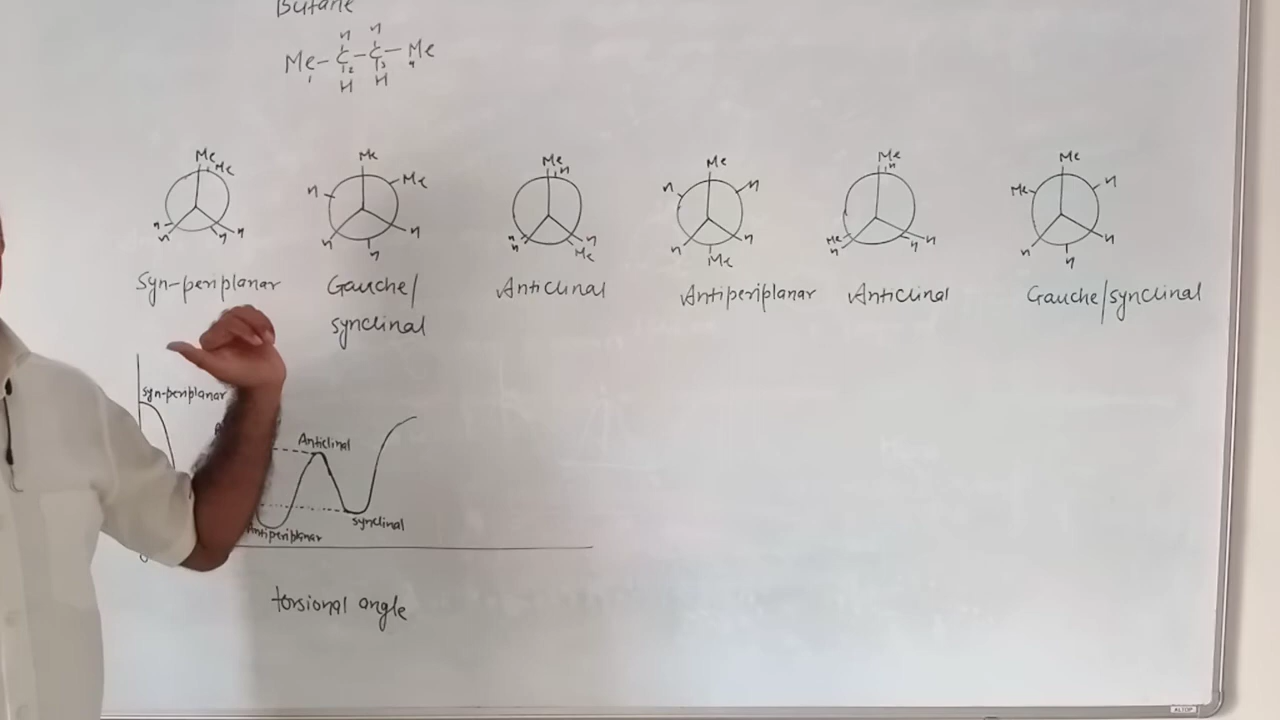 Butane
H H
Me-C-C-Me
1 2 3 4
H H
Me Me H H H H
Me Me H H H H
Me H H H H Me
Me H H H H Me
Me H H H H Me
Me Me H H H H
Syn-periplanar
Gauche/
synclinal
Anticlinal
Antiperiplanar
Anticlinal
Gauche/synclinal
Syn-periplanar
Anticlinal
synclinal
Antiperiplanar
torsional angle
ALTOP